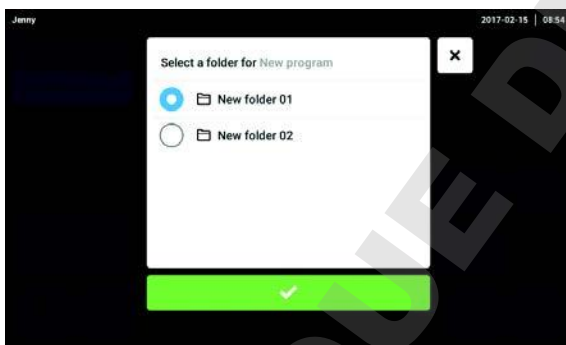 Jenny
2017-02-15 | 08:54
Select a folder for New program
New folder 01
New folder 02